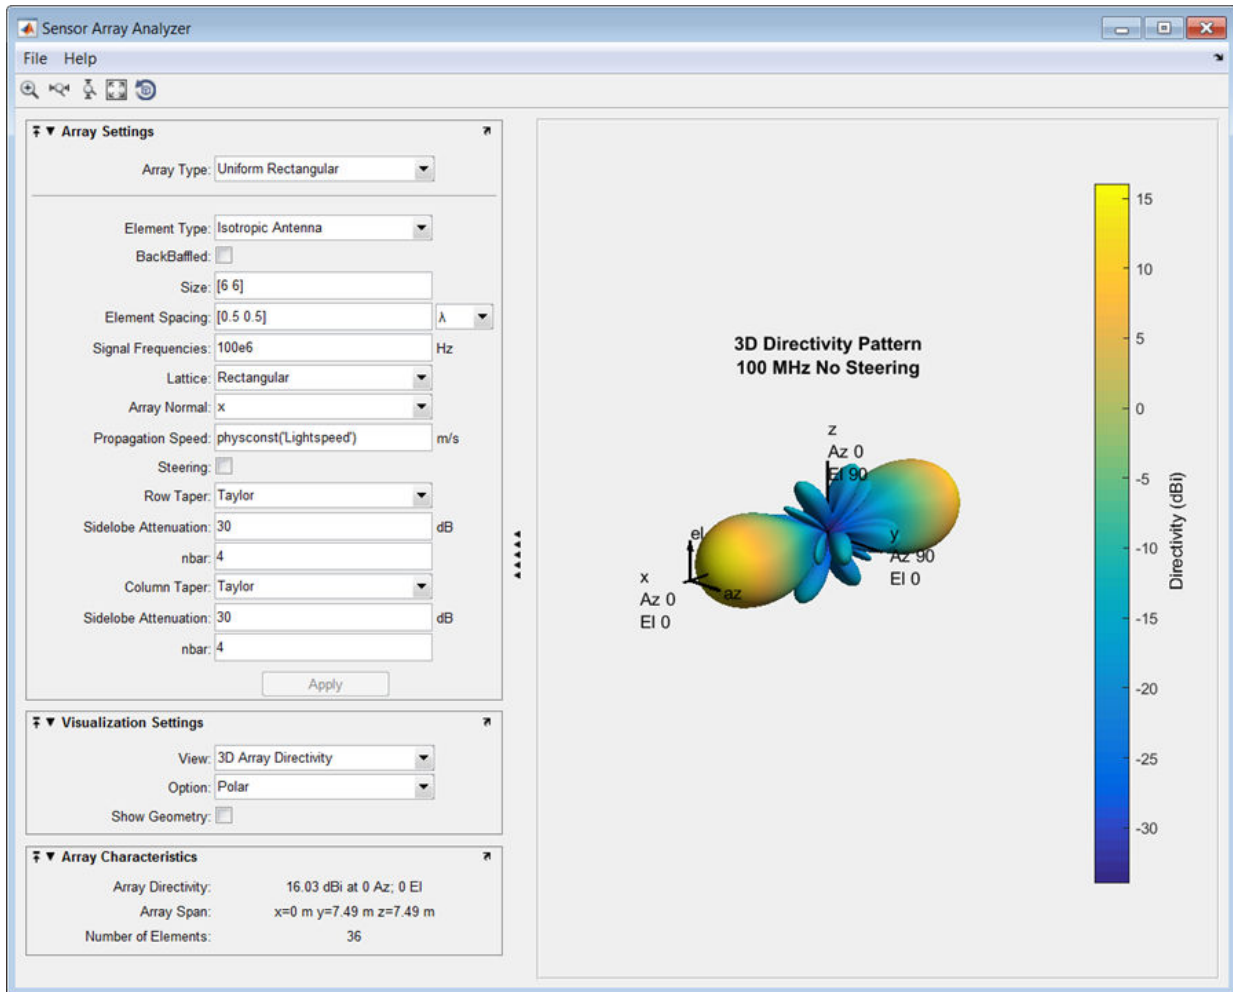 Sensor Array Analyzer
File Help
Array Settings
Array Type: Uniform Rectangular
Element Type: Isotropic Antenna
BackBaffled:
Size: [6 6]
Element Spacing: [0.5 0.5] λ
Signal Frequencies: 100e6 Hz
Lattice: Rectangular
Array Normal: x
Propagation Speed: physconst('Lightspeed') m/s
Steering:
Row Taper: Taylor
Sidelobe Attenuation: 30 dB
nbar: 4
Column Taper: Taylor
Sidelobe Attenuation: 30 dB
nbar: 4
Apply
Visualization Settings
View: 3D Array Directivity
Option: Polar
Show Geometry:
Array Characteristics
Array Directivity: 16.03 dBi at 0 Az; 0 El
Array Span: x=0 m y=7.49 m z=7.49 m
Number of Elements: 36
3D Directivity Pattern
100 MHz No Steering
z
Az 0
El 90
el
x
Az 0
El 0
az
y
Az 90
El 0
15
10
5
0
-5
-10
-15
-20
-25
-30
Directivity (dBi)